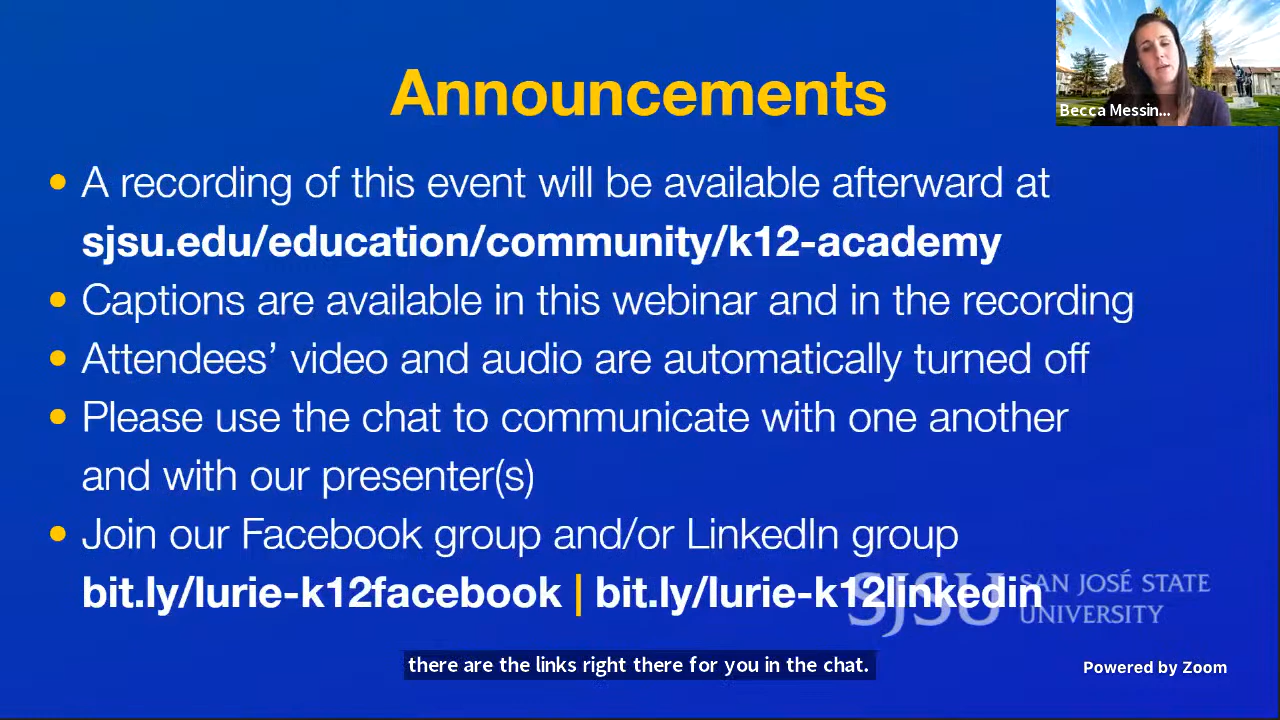 Announcements
Becca Messin...
• A recording of this event will be available afterward at
sjsu.edu/education/community/k12-academy
• Captions are available in this webinar and in the recording
• Attendees’ video and audio are automatically turned off
• Please use the chat to communicate with one another
and with our presenter(s)
• Join our Facebook group and/or LinkedIn group
bit.ly/lurie-k12facebook | bit.ly/lurie-k12linkedin
SJSU SAN JOSÉ STATE
UNIVERSITY
there are the links right there for you in the chat.
Powered by Zoom